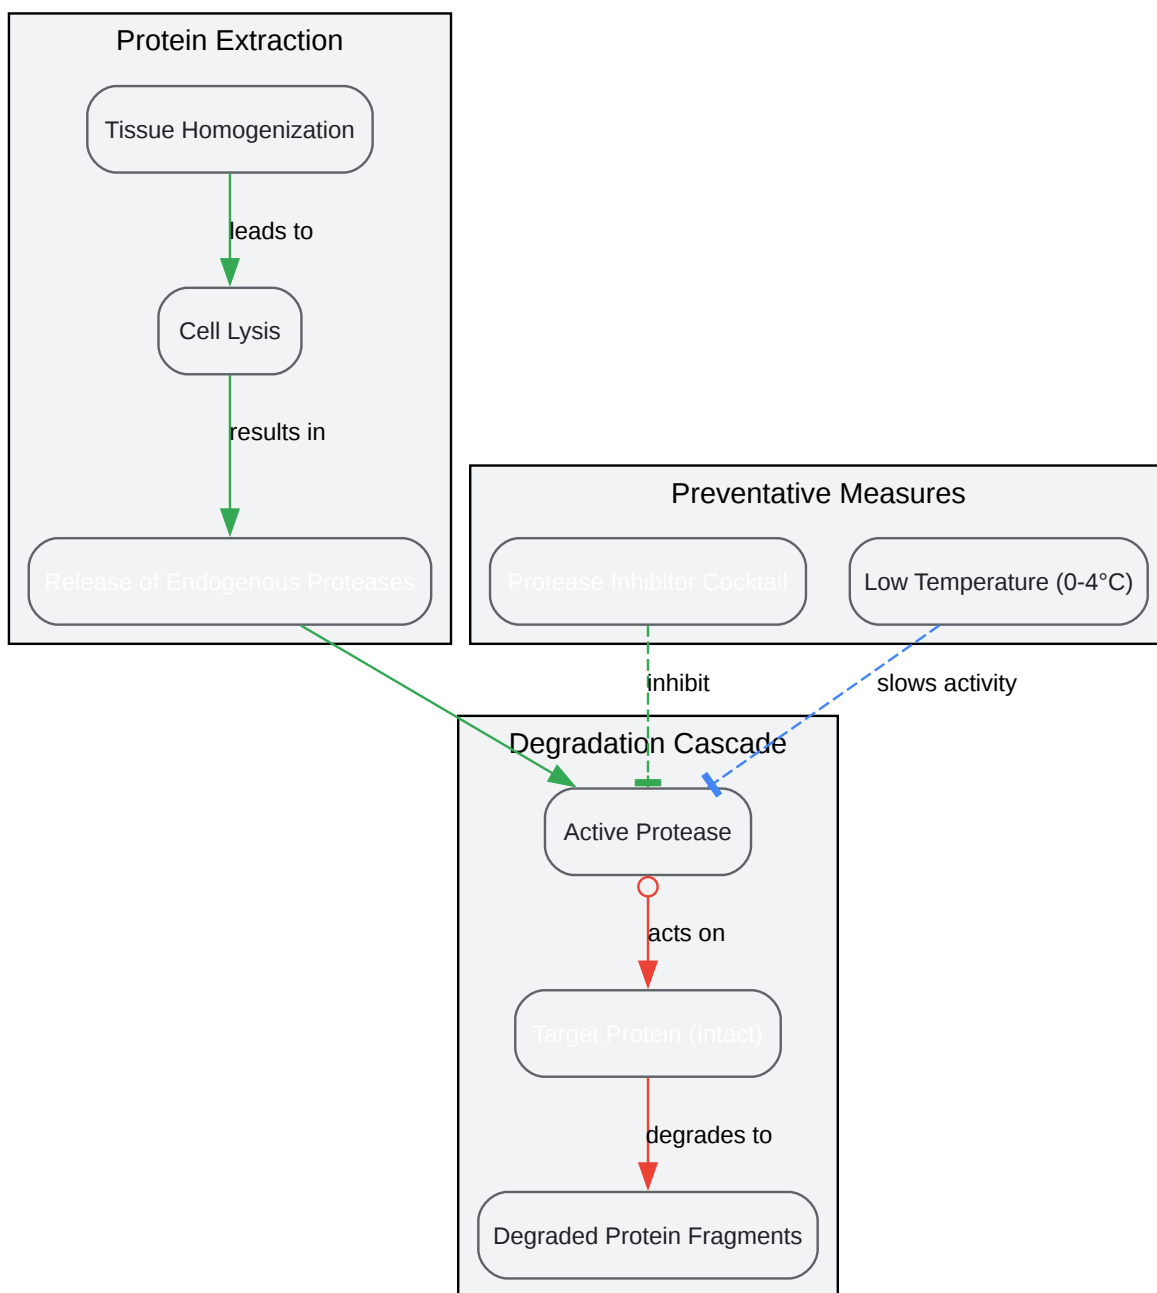 Protein Extraction
Tissue Homogenization
leads to
Cell Lysis
results in
Release of Endogenous Proteases
Preventative Measures
Protease Inhibitor Cocktail
Low Temperature (0-4°C)
inhibit
slows activity
Degradation Cascade
Active Protease
acts on
Target Protein (Intact)
degrades to
Degraded Protein Fragments